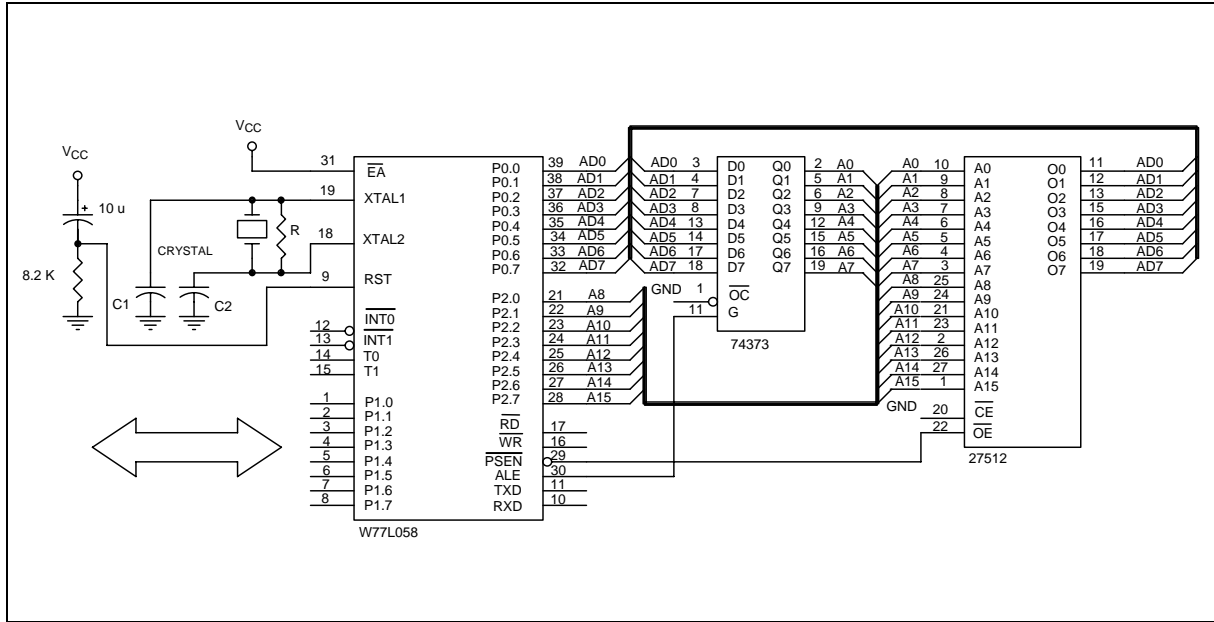 VCC
VCC
10 u
8.2 K
C1
CRYSTAL
C2
R
31 EA
19 XTAL1
18 XTAL2
9 RST
12 INT0
13 INT1
14 T0
15 T1
1 P1.0
2 P1.1
3 P1.2
4 P1.3
5 P1.4
6 P1.5
7 P1.6
8 P1.7
P0.0 39 AD0
P0.1 38 AD1
P0.2 37 AD2
P0.3 36 AD3
P0.4 35 AD4
P0.5 34 AD5
P0.6 33 AD6
P0.7 32 AD7
P2.0 21 A8
P2.1 22 A9
P2.2 23 A10
P2.3 24 A11
P2.4 25 A12
P2.5 26 A13
P2.6 27 A14
P2.7 28 A15
RD 17
WR 16
PSEN 29
ALE 30
TXD 11
RXD 10
W77L058
AD0 3 D0 Q0 2 A0
AD1 4 D1 Q1 5 A1
AD2 7 D2 Q2 6 A2
AD3 8 D3 Q3 9 A3
AD4 13 D4 Q4 12 A4
AD5 14 D5 Q5 15 A5
AD6 17 D6 Q6 16 A6
AD7 18 D7 Q7 19 A7
GND 1 OC
11 G
74373
A0 10 A0 O0 11 AD0
A1 9 A1 O1 12 AD1
A2 8 A2 O2 13 AD2
A3 7 A3 O3 15 AD3
A4 6 A4 O4 16 AD4
A5 5 A5 O5 17 AD5
A6 4 A6 O6 18 AD6
A7 3 A7 O7 19 AD7
A8 25 A8
A9 24 A9
A10 21 A10
A11 23 A11
A12 2 A12
A13 26 A13
A14 27 A14
A15 1 A15
GND 20 CE
22 OE
27512